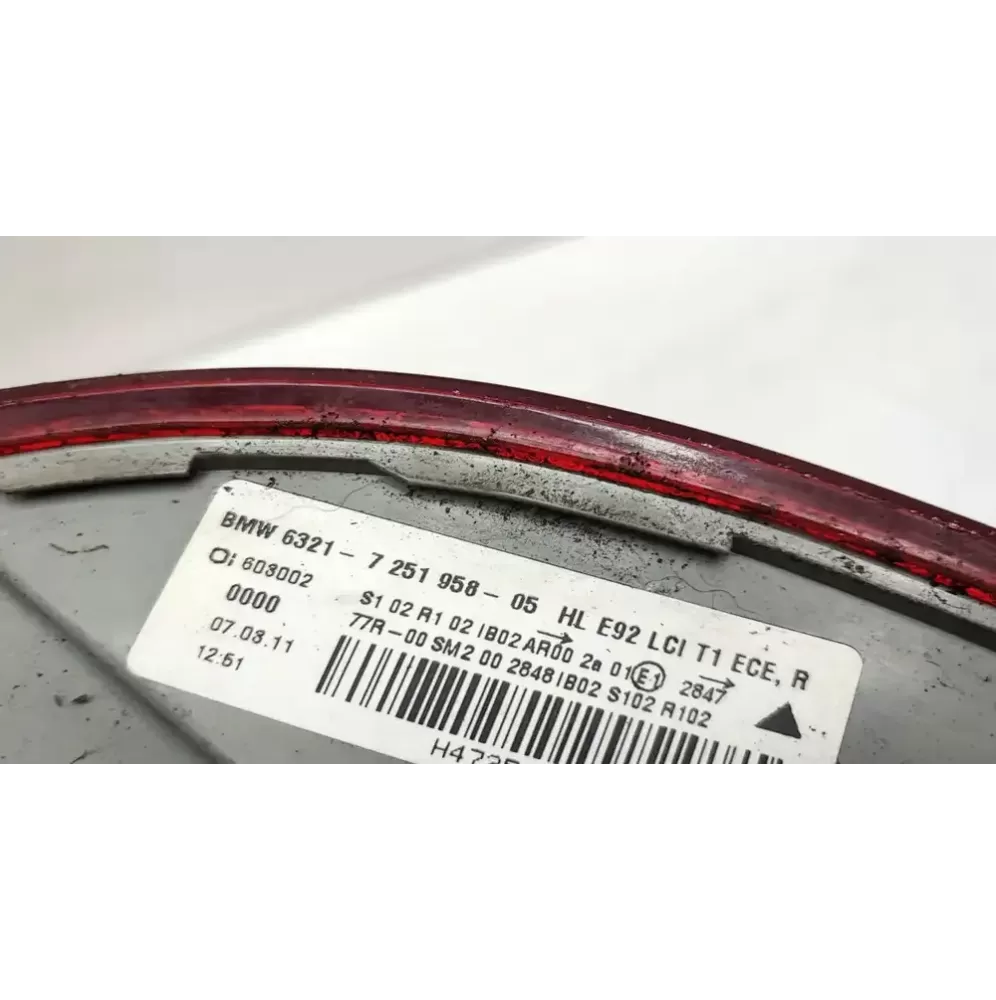 BMW 6321- 7 251 958- 05 HL E92 LCI T1 ECE, R
603002
0000
07.03.11
12:51
S1 02 R1 02 IB02 AR00 2a 01 E1 2847
77R-00 SM2 00 2848 IB02 S102 R102